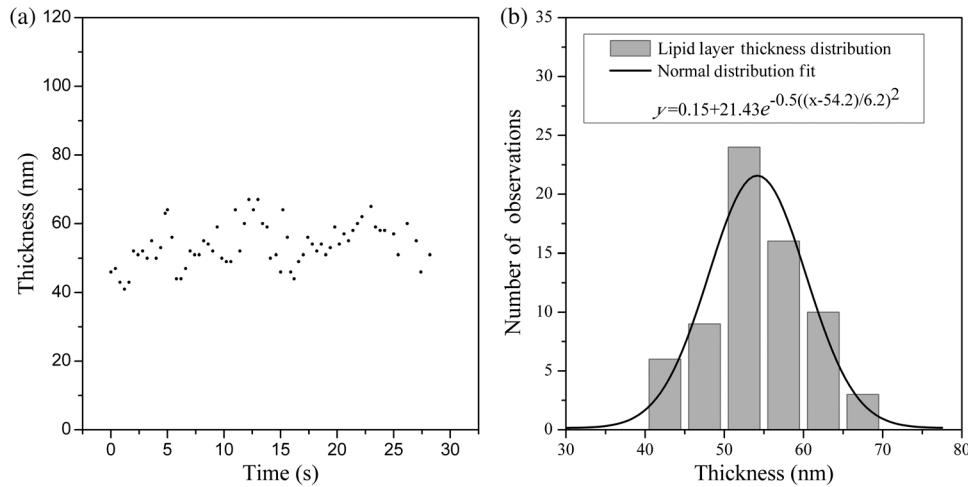 (a)
120
100
80
60
40
20
0
Thickness (nm)
0 5 10 15 20 25 30
Time (s)
(b)
35
30
25
20
15
10
5
0
Number of observations
Lipid layer thickness distribution
Normal distribution fit
y=0.15+21.43e^-0.5((x-54.2)/6.2)^2
30 40 50 60 70 80
Thickness (nm)